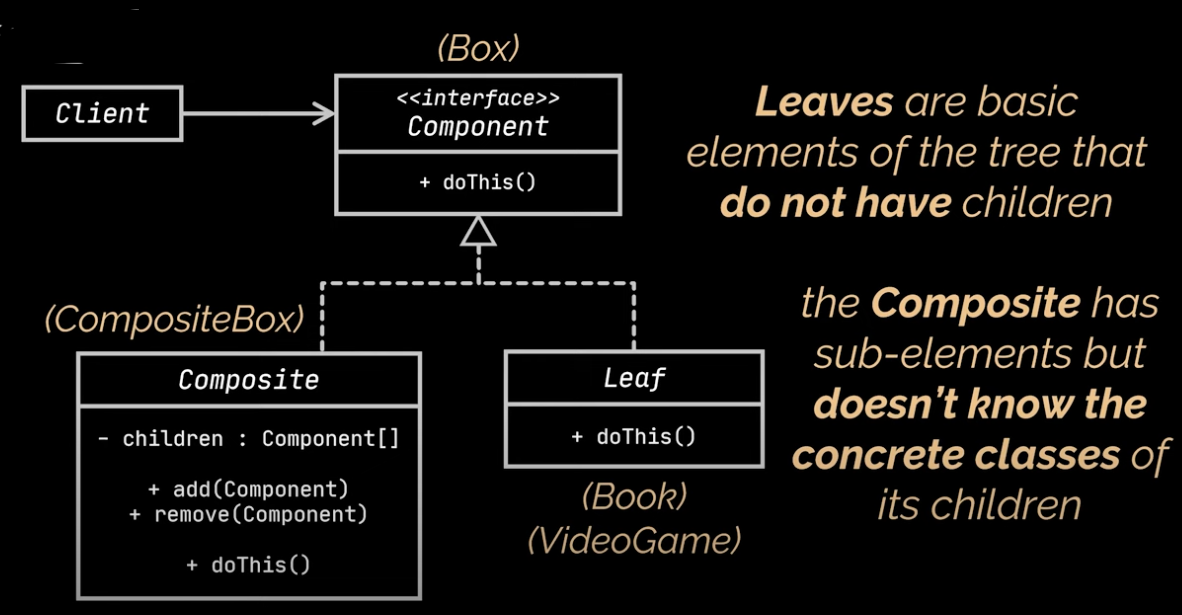 (Box)
Client
<<interface>>
Component
+ doThis()
Leaves are basic
elements of the tree that
do not have children
(CompositeBox)
Composite
- children : Component[]
+ add(Component)
+ remove(Component)
+ doThis()
Leaf
+ doThis()
(Book)
(VideoGame)
the Composite has
sub-elements but
doesn't know the
concrete classes of
its children